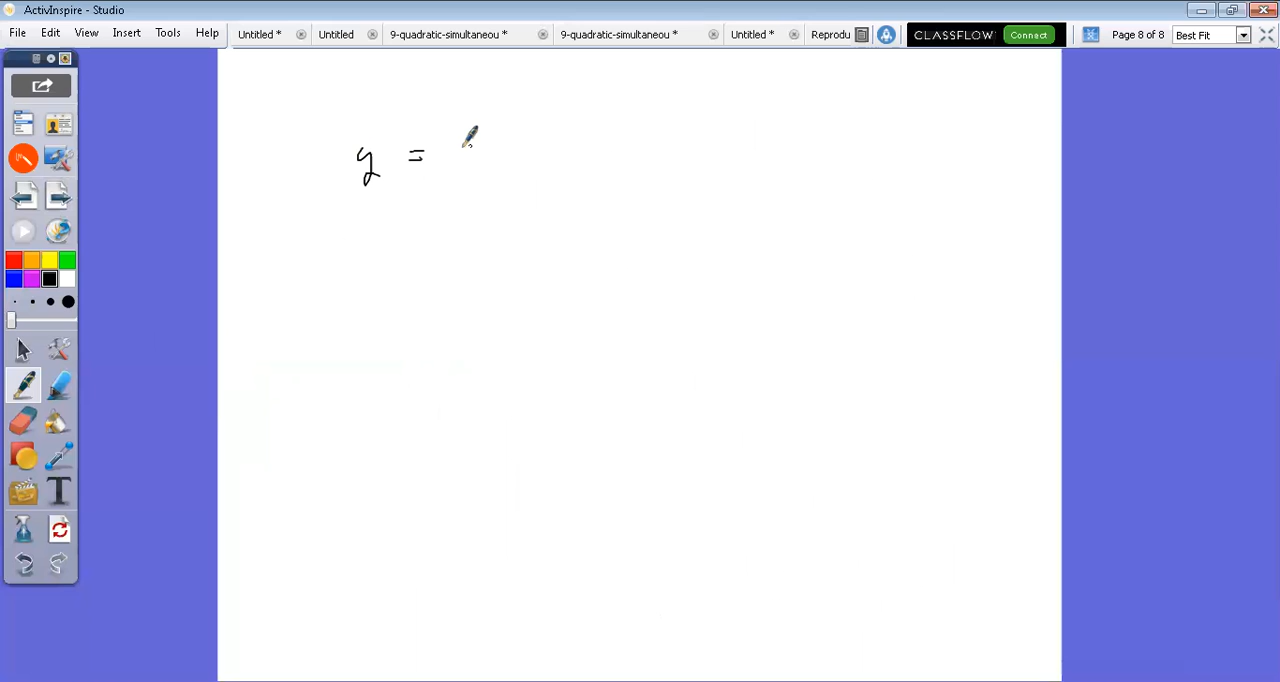 ActivInspire - Studio
File Edit View Insert Tools Help Untitled * Untitled 9-quadratic-simultaneou * 9-quadratic-simultaneou * Untitled * Reprodu CLASSFLOW Connect Page 8 of 8 Best Fit
y =
T